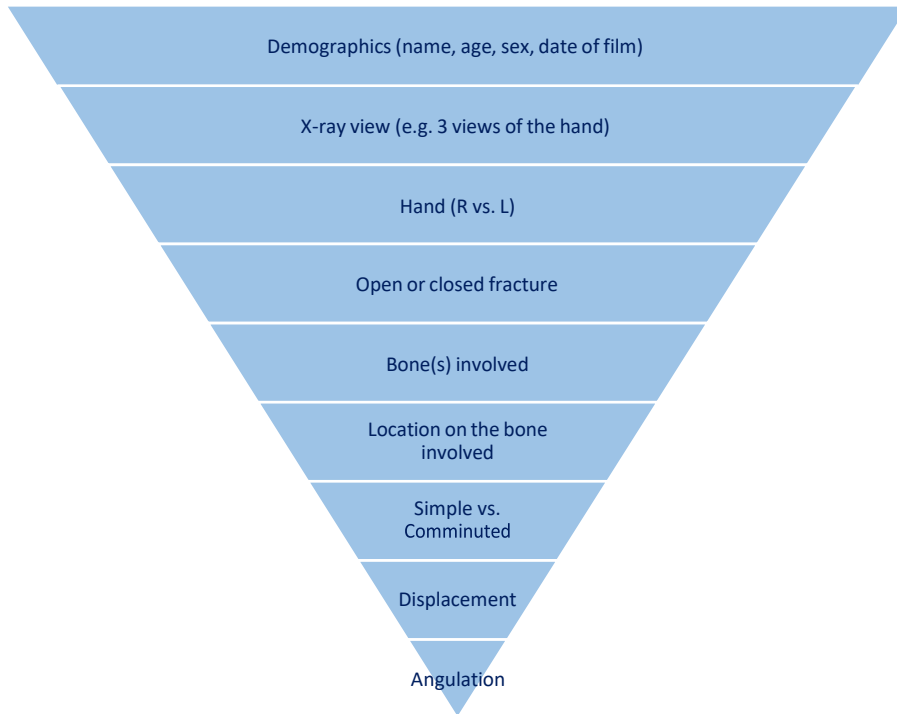 Demographics (name, age, sex, date of film)
X-ray view (e.g. 3 views of the hand)
Hand (R vs. L)
Open or closed fracture
Bone(s) involved
Location on the bone
involved
Simple vs.
Comminuted
Displacement
Angulation